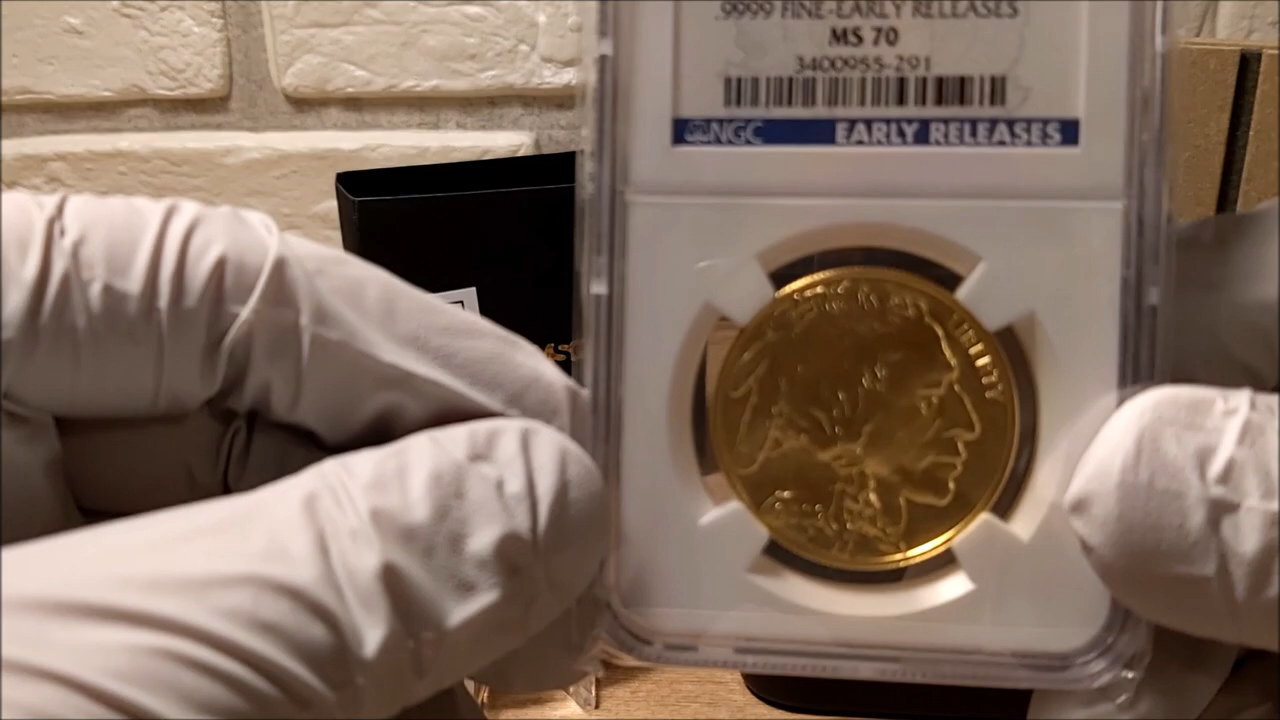 .9999 FINE-EARLY RELEASES
MS 70
3400955-291
NGC EARLY RELEASES
LIBERTY